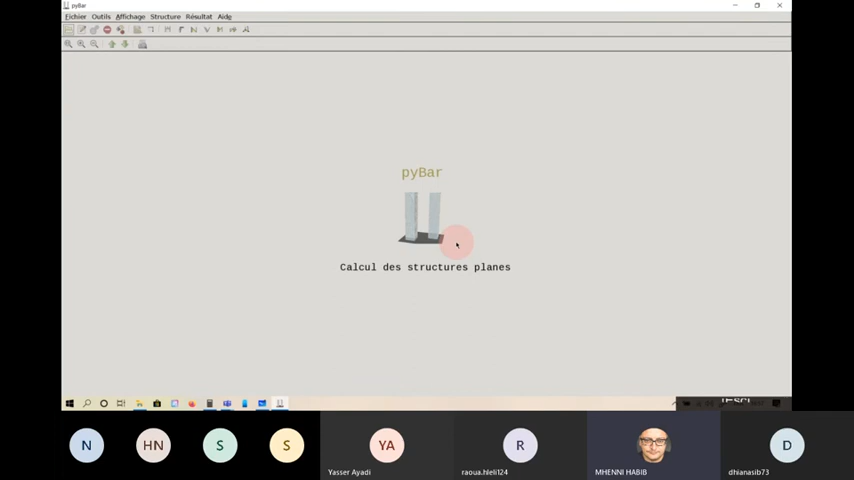 pyBar
Fichier Outils Affichage Structure Résultat Aide
pyBar
Calcul des structures planes
N HN S S YA R D
Yasser Ayadi raoua.hleli124 MHENNI HABIB dhianasib73